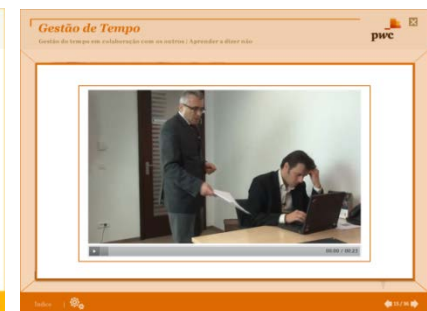 Gestão de Tempo
pwc
Gestão do tempo em colaboração com os outros | Aprender a dizer não
00:00 / 00:23
Índice |